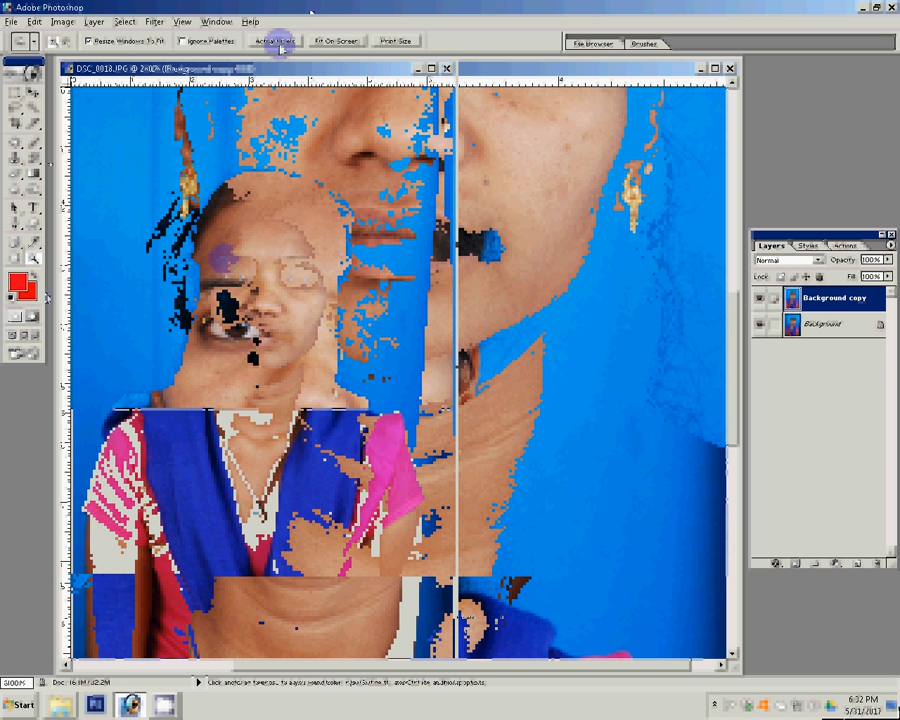 Adobe Photoshop
File Edit Image Layer Select Filter View Window Help
Resize Windows To Fit Ignore Palettes Actual Pixels Fit On Screen Print Size File Browser Brushes
DSC_0018.JPG @
Layers Styles Actions
Normal Opacity: 100%
Lock: Fill: 100%
Background copy
Background
Doc:
Start
6:32 PM
5/31/2017